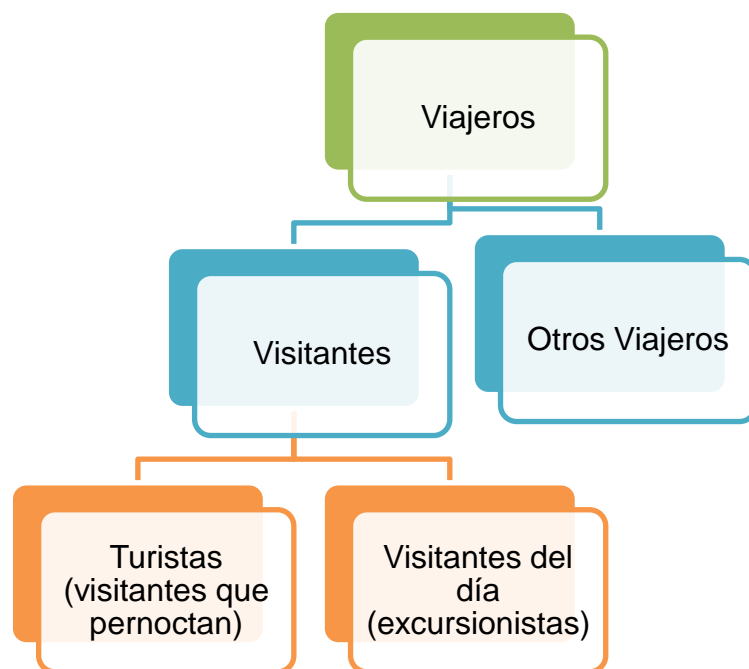 Viajeros
Visitantes
Otros Viajeros
Turistas
(visitantes que
pernoctan)
Visitantes del
día
(excursionistas)